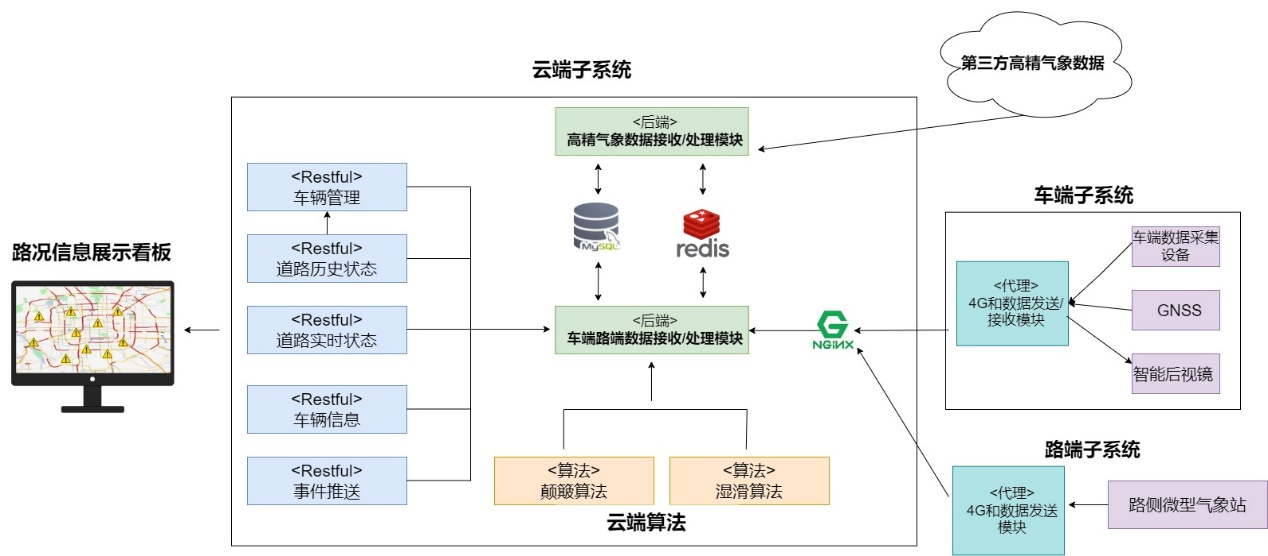 第三方高精气象数据
云端子系统
<后端>
高精气象数据接收/处理模块
<Restful>
车辆管理
MySQL
redis
车端子系统
车端数据采集
设备
<Restful>
道路历史状态
路况信息展示看板
<代理>
4G和数据发送/
接收模块
GNSS
<Restful>
道路实时状态
<后端>
车端路端数据接收/处理模块
NGINX
智能后视镜
<Restful>
车辆信息
路端子系统
<Restful>
事件推送
<算法>
颠簸算法
<算法>
湿滑算法
云端算法
<代理>
4G和数据发送
模块
路侧微型气象站